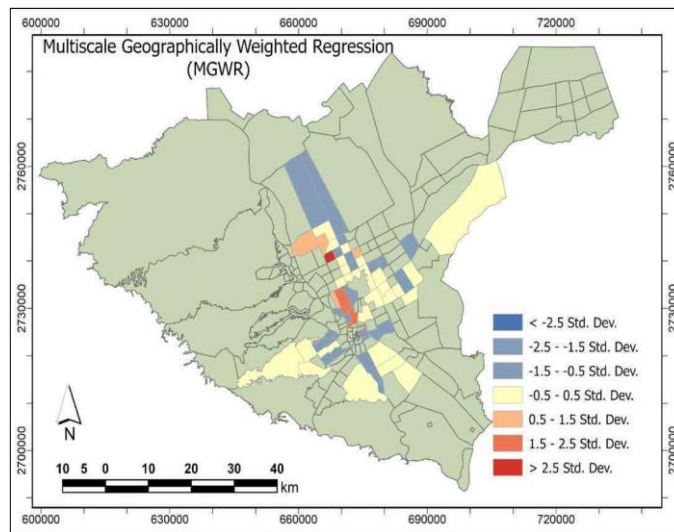 600000 630000 660000 690000 720000
Multiscale Geographically Weighted Regression
(MGWR)
2760000 2760000
2730000 2730000
< -2.5 Std. Dev.
-2.5 - -1.5 Std. Dev.
-1.5 - -0.5 Std. Dev.
-0.5 - 0.5 Std. Dev.
0.5 - 1.5 Std. Dev.
1.5 - 2.5 Std. Dev.
> 2.5 Std. Dev.
2700000 2700000
N
10 5 0 10 20 30 40
km
600000 630000 660000 690000 720000